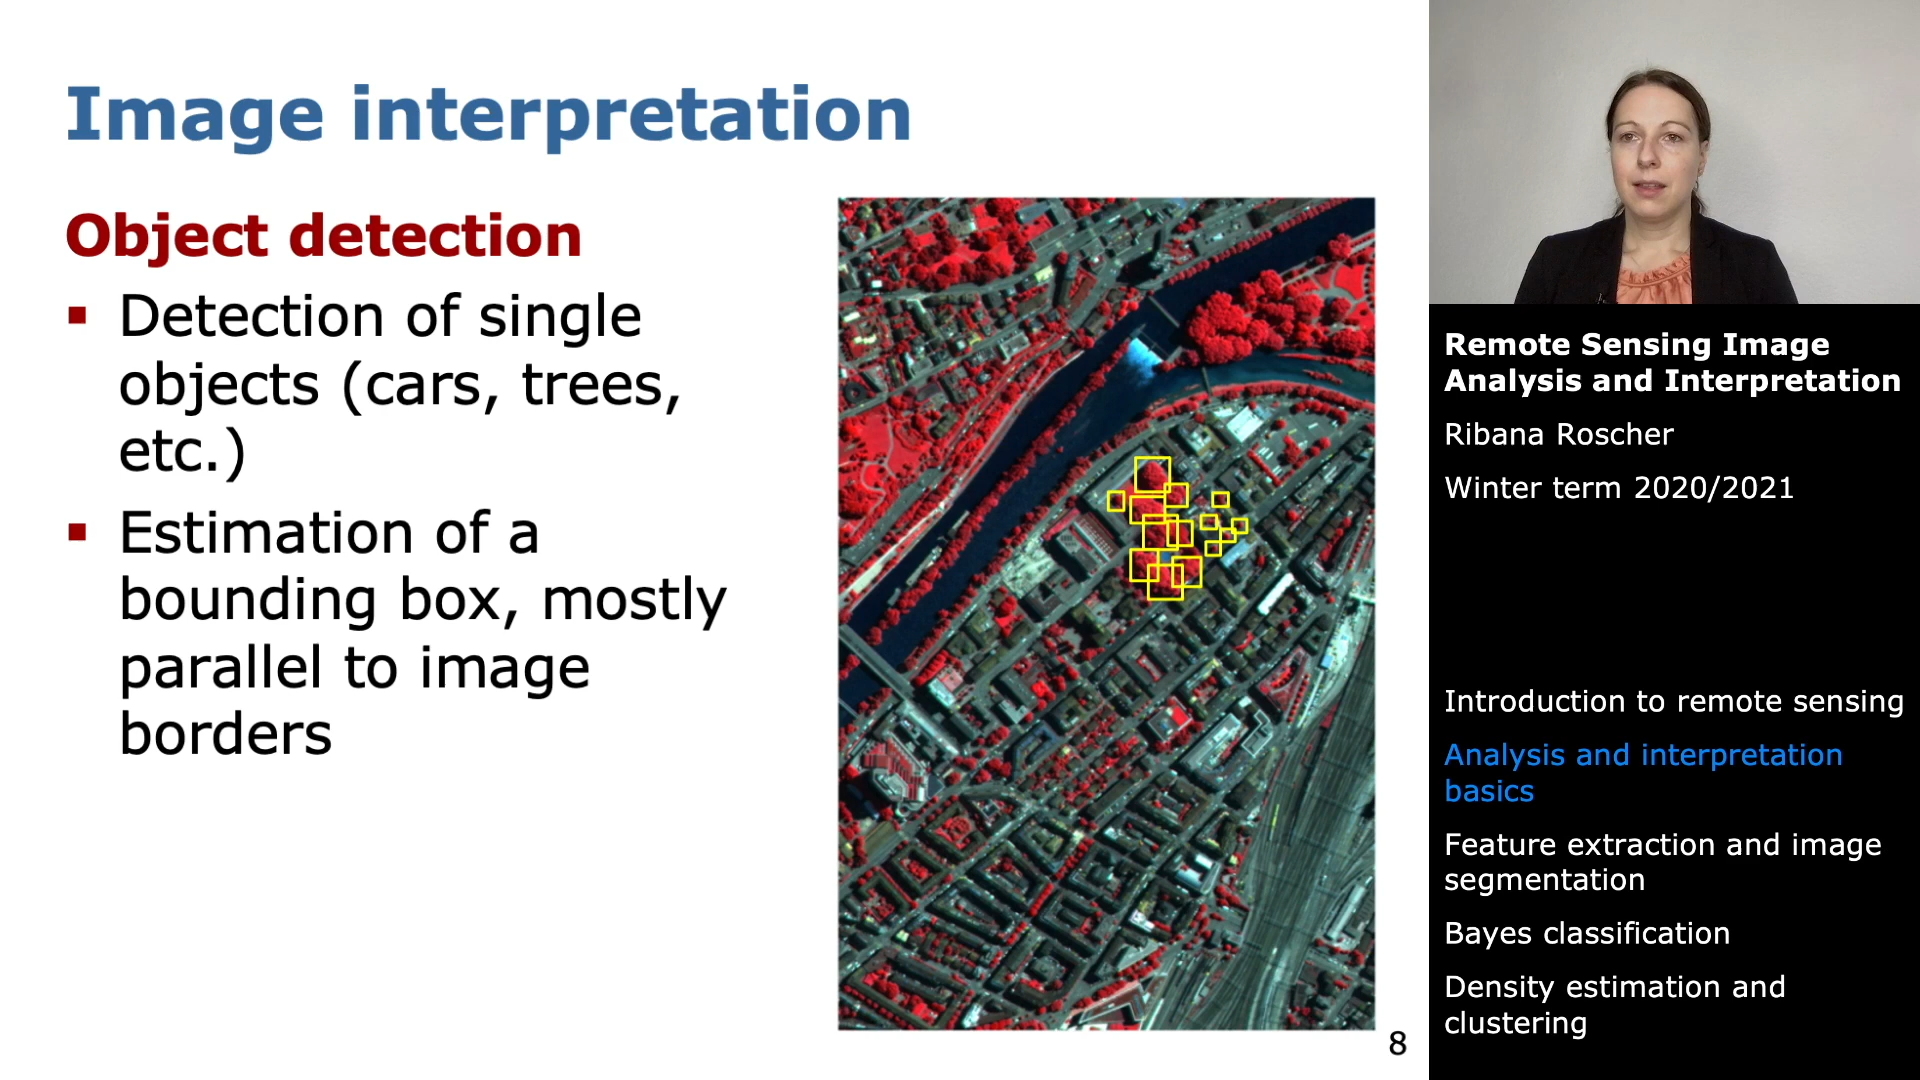 Image interpretation
Object detection
▪ Detection of single
objects (cars, trees,
etc.)
▪ Estimation of a
bounding box, mostly
parallel to image
borders
8
Remote Sensing Image
Analysis and Interpretation
Ribana Roscher
Winter term 2020/2021
Introduction to remote sensing
Analysis and interpretation
basics
Feature extraction and image
segmentation
Bayes classification
Density estimation and
clustering